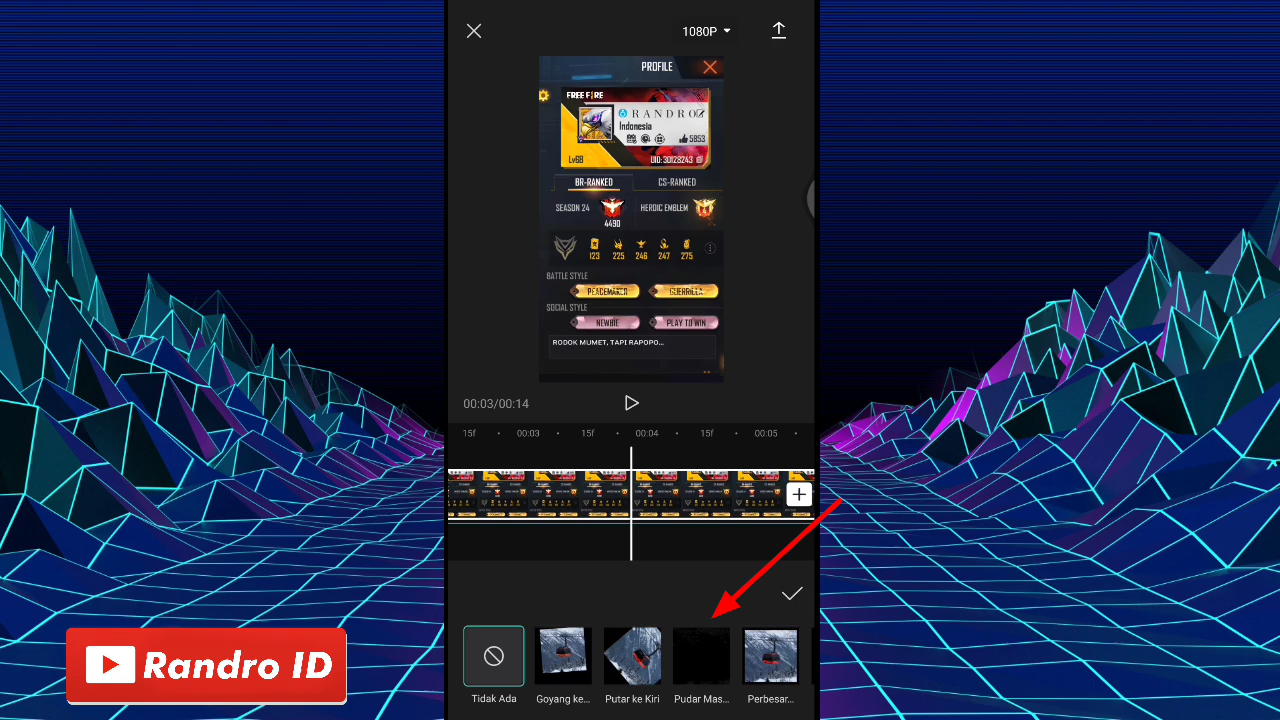 1080P
PROFILE
FREE FIRE
RANDRO
Indonesia
5853
Lv68
UID:30128243
BR-RANKED
CS-RANKED
SEASON 24
4490
HEROIC EMBLEM
123
225
246
247
275
BATTLE STYLE
PEACEMAKER
GUERRILLA
SOCIAL STYLE
NEWBIE
PLAY TO WIN
RODOK MUMET, TAPI RAPOPO...
00:03/00:14
15f
00:03
15f
00:04
15f
00:05
Tidak Ada
Goyang ke...
Putar ke Kiri
Pudar Mas...
Perbesar...
Randro ID